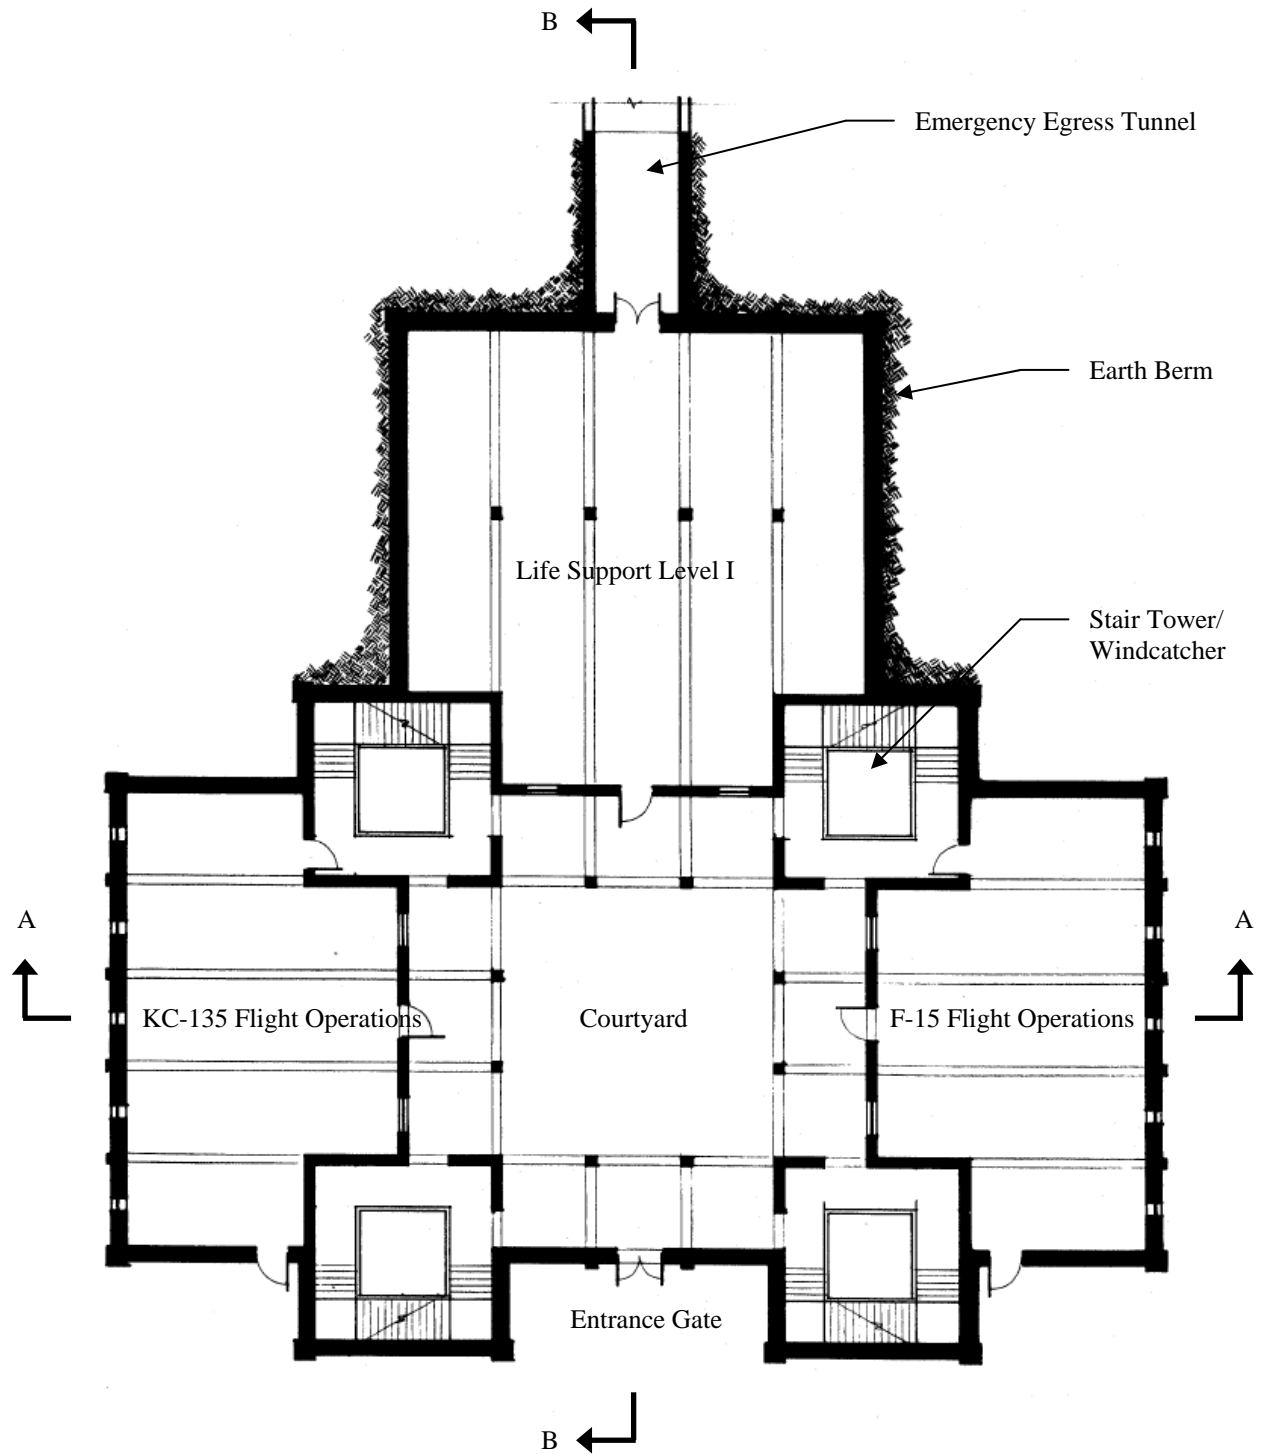 B
Emergency Egress Tunnel
Earth Berm
Life Support Level I
Stair Tower/
Windcatcher
A
A
KC-135 Flight Operations
Courtyard
F-15 Flight Operations
Entrance Gate
B